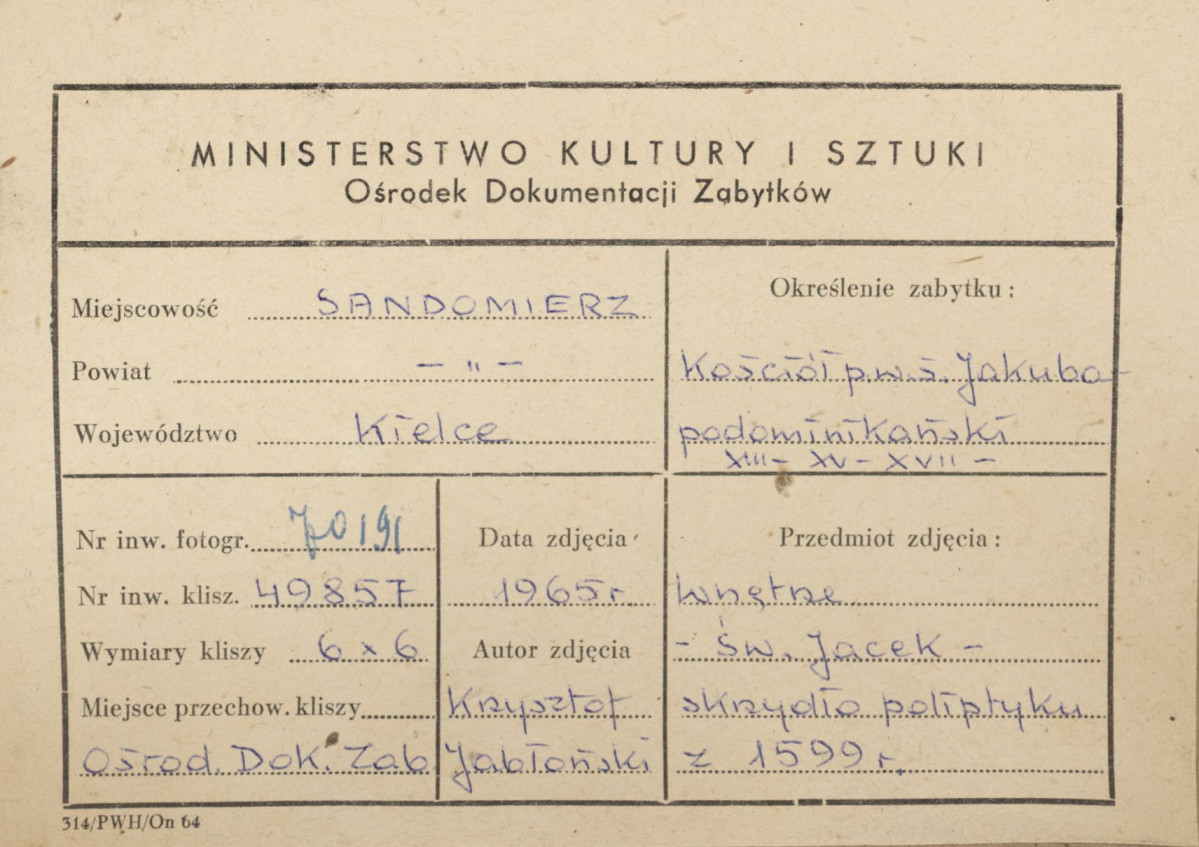 MINISTERSTWO KULTURY I SZTUKI
Ośrodek Dokumentacji Zabytków
Miejscowość SANDOMIERZ
Powiat — „ —
Województwo Kielce
Określenie zabytku:
Kościół p.w.ś. Jakuba-
podominikański
XIII - XV - XVII -
Nr inw. fotogr. 70191
Nr inw. klisz. 49857
Wymiary kliszy 6 x 6
Miejsce przechow. kliszy
Ośrod. Dok. Zab.
Data zdjęcia
1965 r.
Autor zdjęcia
Krzysztof
Jabłoński
Przedmiot zdjęcia:
Wnętrze
- Św. Jacek -
skrzydło poliptyku
z 1599 r.
314/PWH/On 64